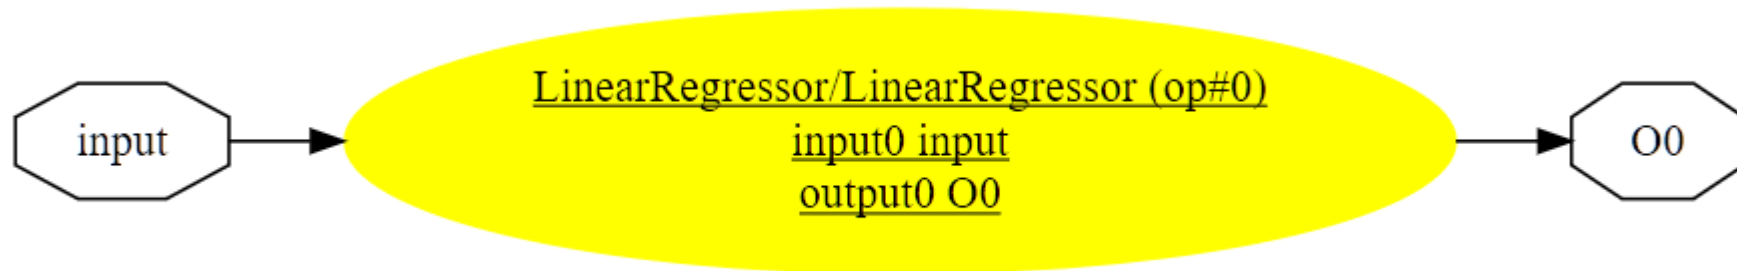 input
LinearRegressor/LinearRegressor (op#0)
input0 input
output0 O0
O0